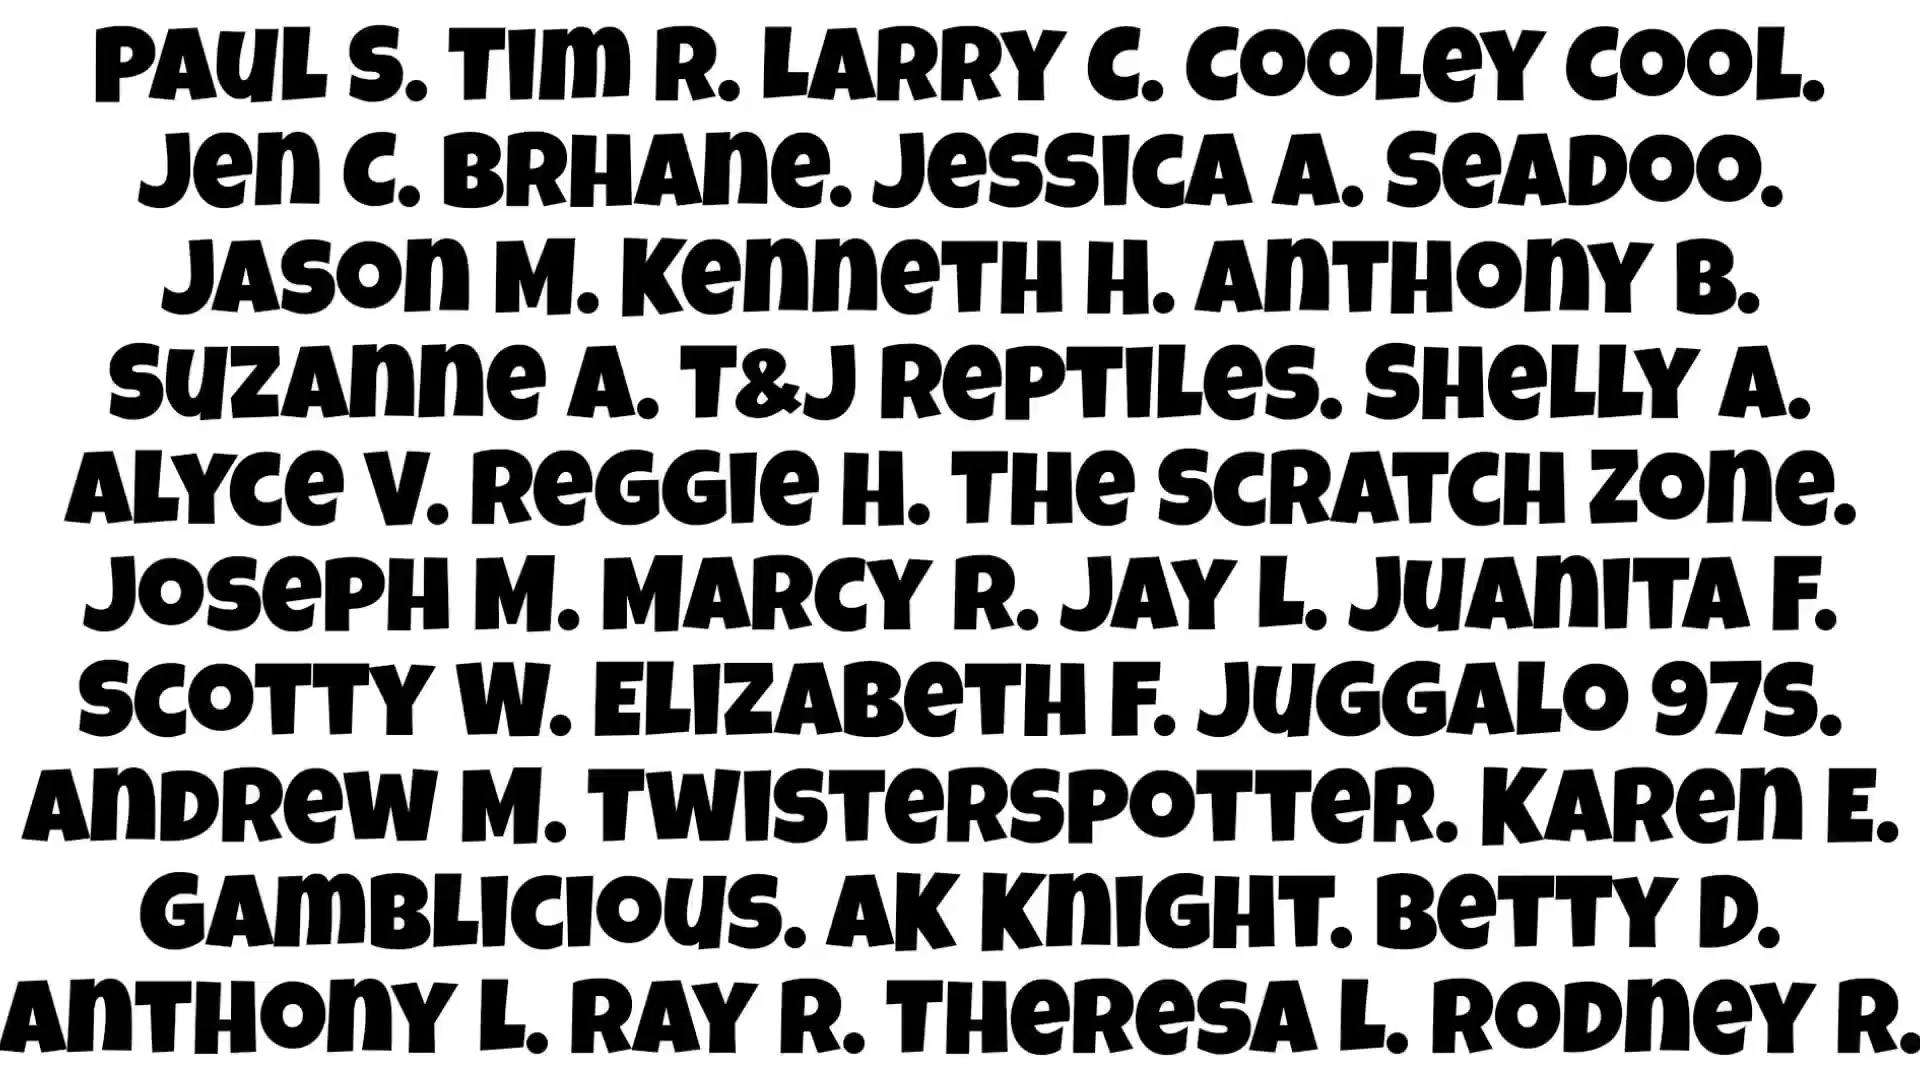 Paul S. Tim R. Larry C. Cooley Cool.
Jen C. Brhane. Jessica A. Seadoo.
Jason M. Kenneth H. Anthony B.
Suzanne A. T&J Reptiles. Shelly A.
Alyce V. Reggie H. The Scratch Zone.
Joseph M. Marcy R. Jay L. Juanita F.
Scotty W. Elizabeth F. Juggalo 97s.
Andrew M. Twisterspotter. Karen E.
Gamblicious. AK Knight. Betty D.
Anthony L. Ray R. Theresa L. Rodney R.